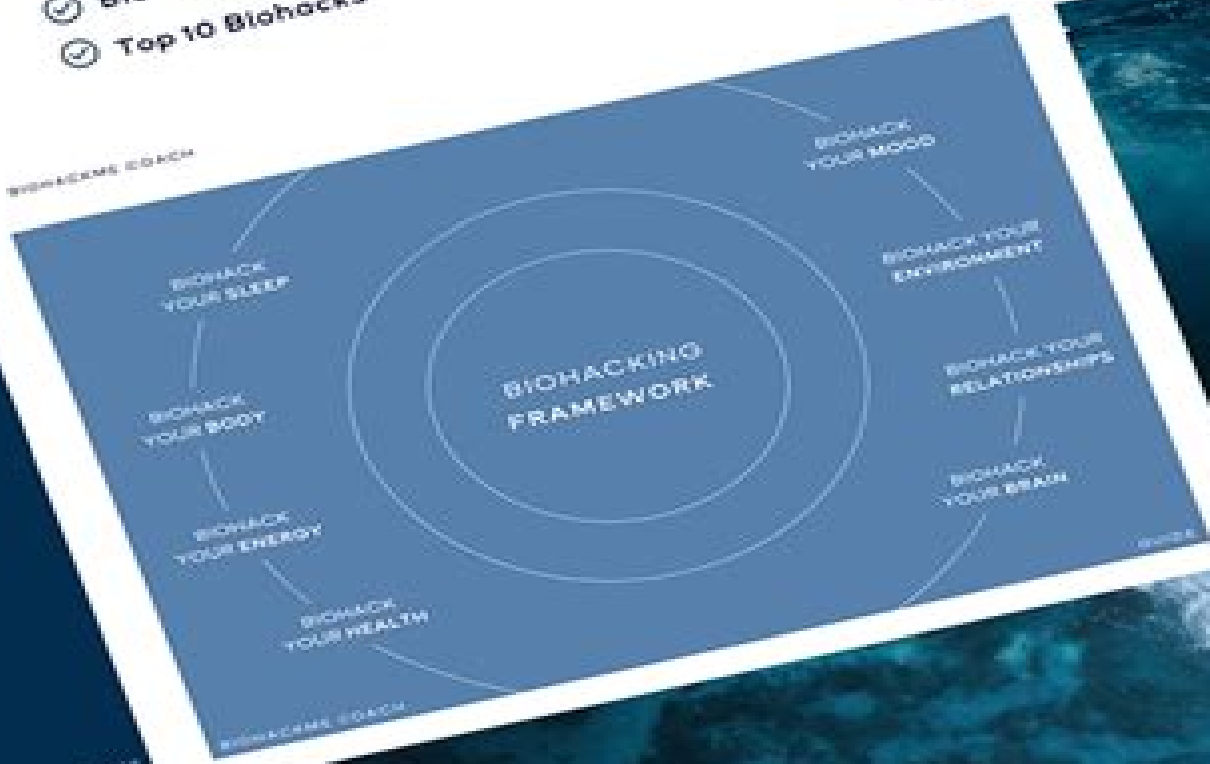 Top 10 Biohacks
BIOHACKME COACH
BIOHACK
YOUR SLEEP
BIOHACK
YOUR BODY
BIOHACK
YOUR ENERGY
BIOHACK
YOUR HEALTH
BIOHACKING
FRAMEWORK
BIOHACK
YOUR MOOD
BIOHACK YOUR
ENVIRONMENT
BIOHACK YOUR
RELATIONSHIPS
BIOHACK
YOUR BRAIN
BIOHACKME COACH
GUIDE